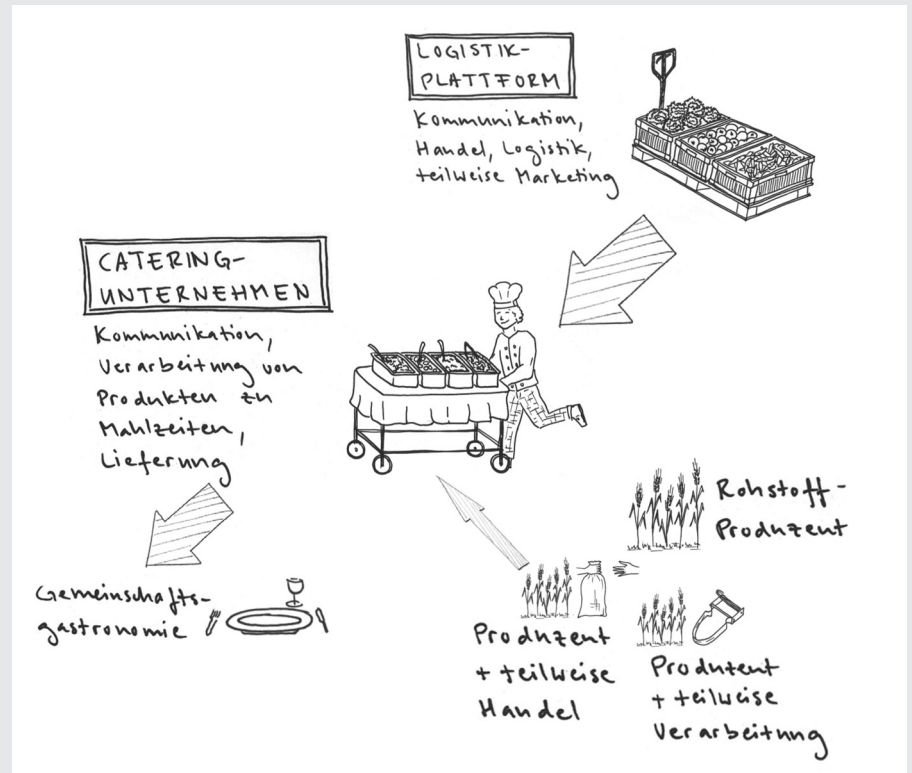 LOGISTIK-
PLATTFORM
Kommunikation,
Handel, Logistik,
teilweise Marketing
CATERING-
UNTERNEHMEN
Kommunikation,
Verarbeitung von
Produkten zu
Mahlzeiten,
Lieferung
Gemeinschafts-
gastronomie
Rohstoff-
Produzent
Produzent
+ teilweise
Handel
Produzent
+ teilweise
Verarbeitung